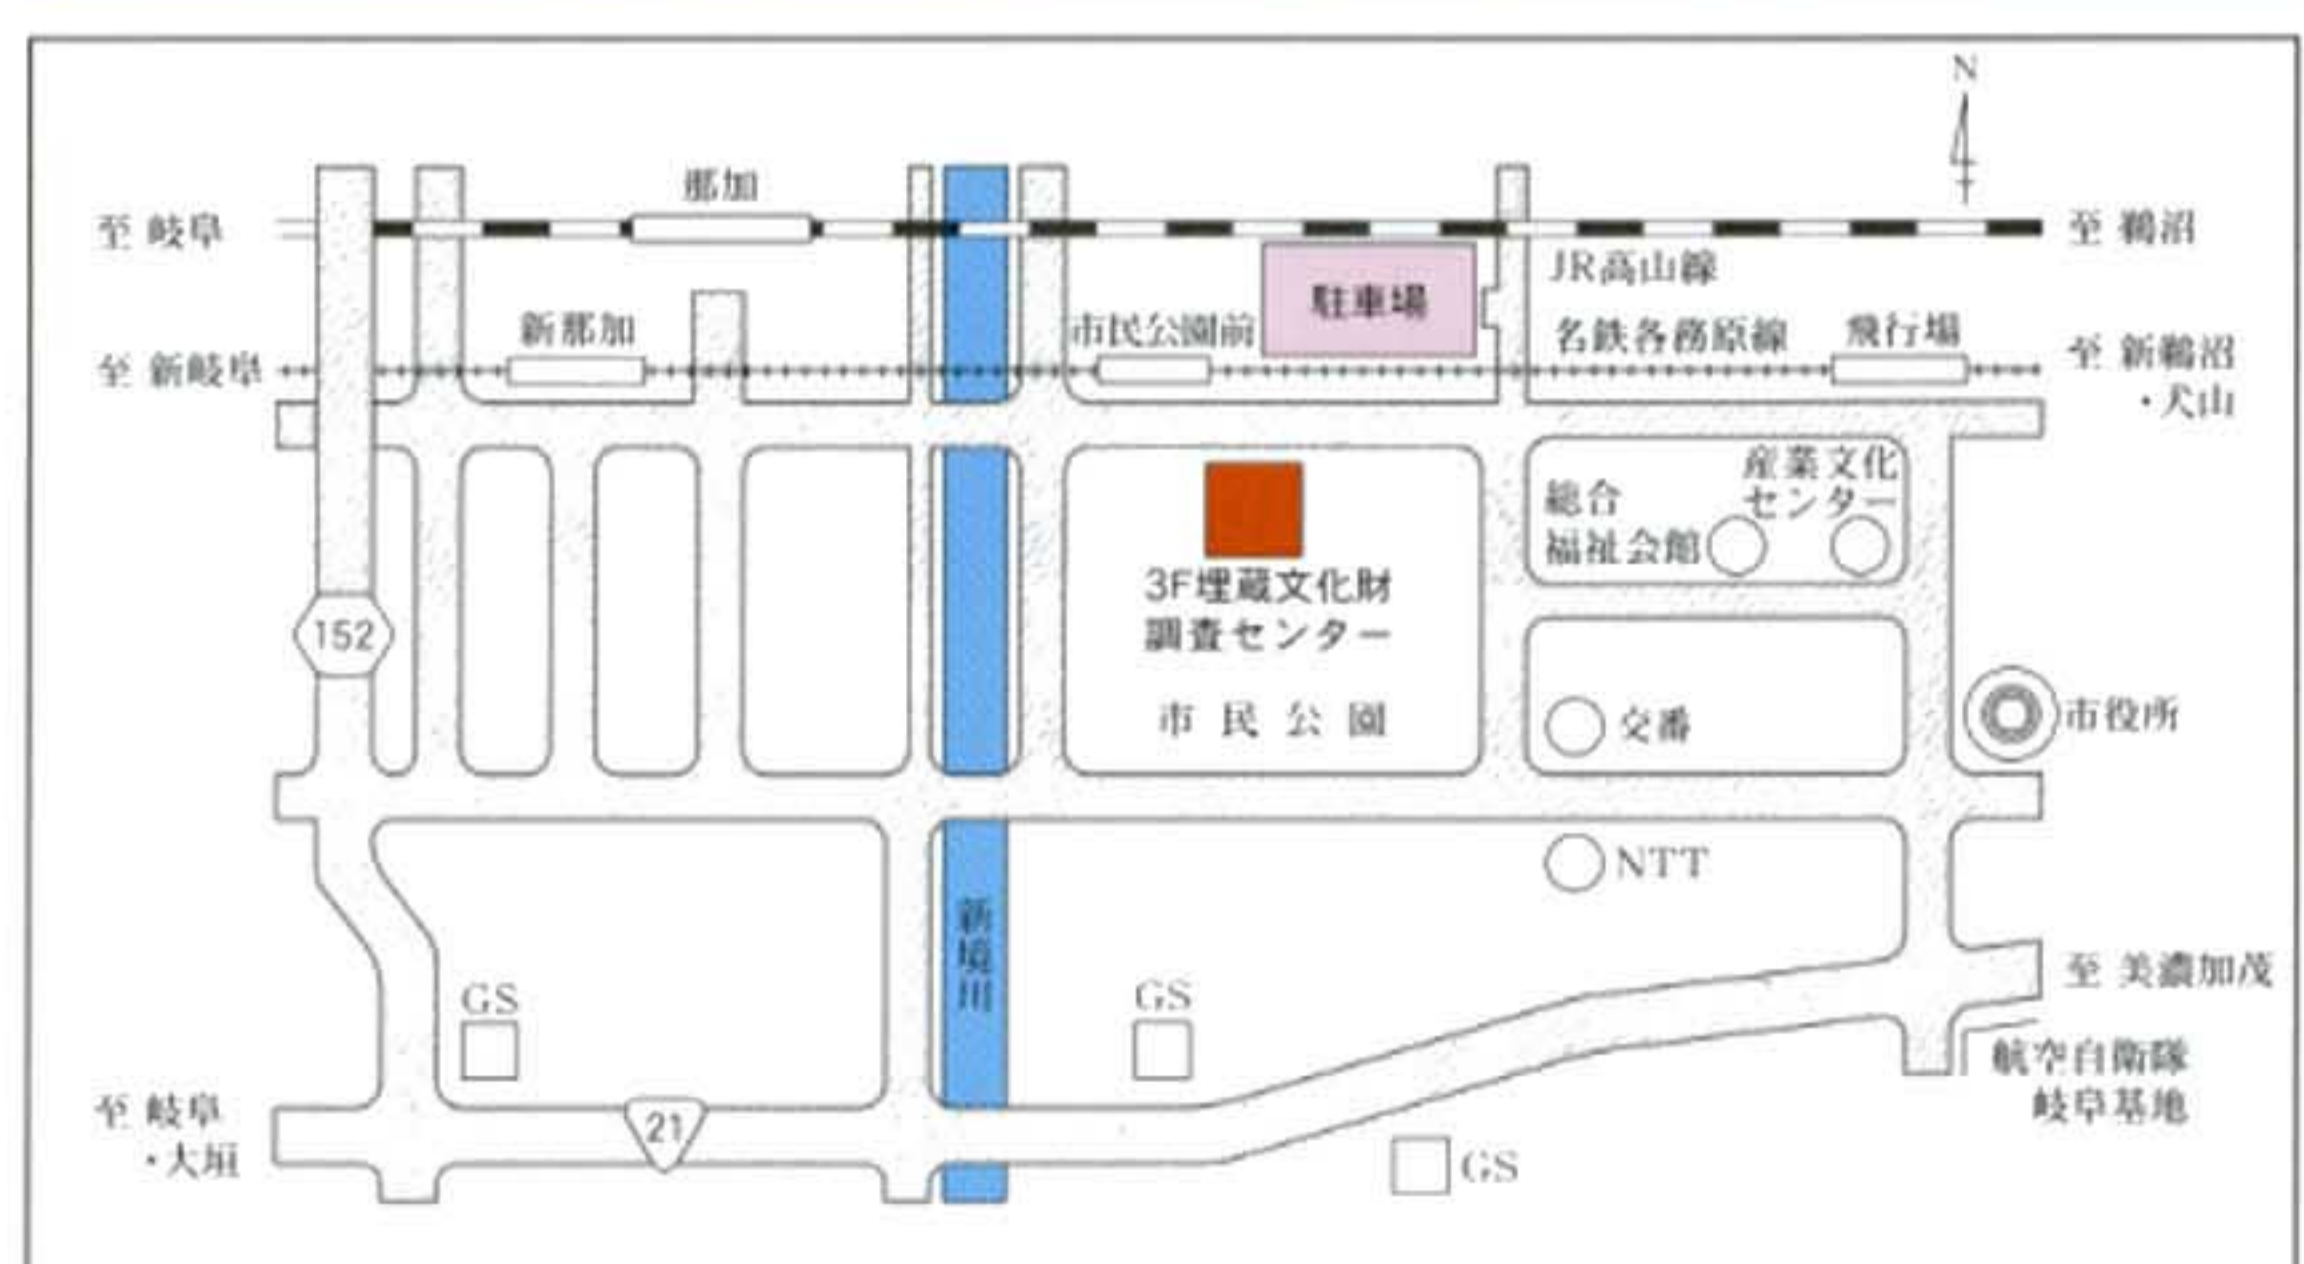 N
那加
至 岐阜
至 鵜沼
JR高山線
駐車場
新那加
市民公園前
名鉄各務原線
飛行場
至 新岐阜
至 新鵜沼
・犬山
産業文化
センター
総合
福祉会館
3F埋蔵文化財
調査センター
152
市民公園
交番
市役所
NTT
新境川
GS
GS
至 美濃加茂
航空自衛隊
岐阜基地
至 岐阜
・大垣
21
GS